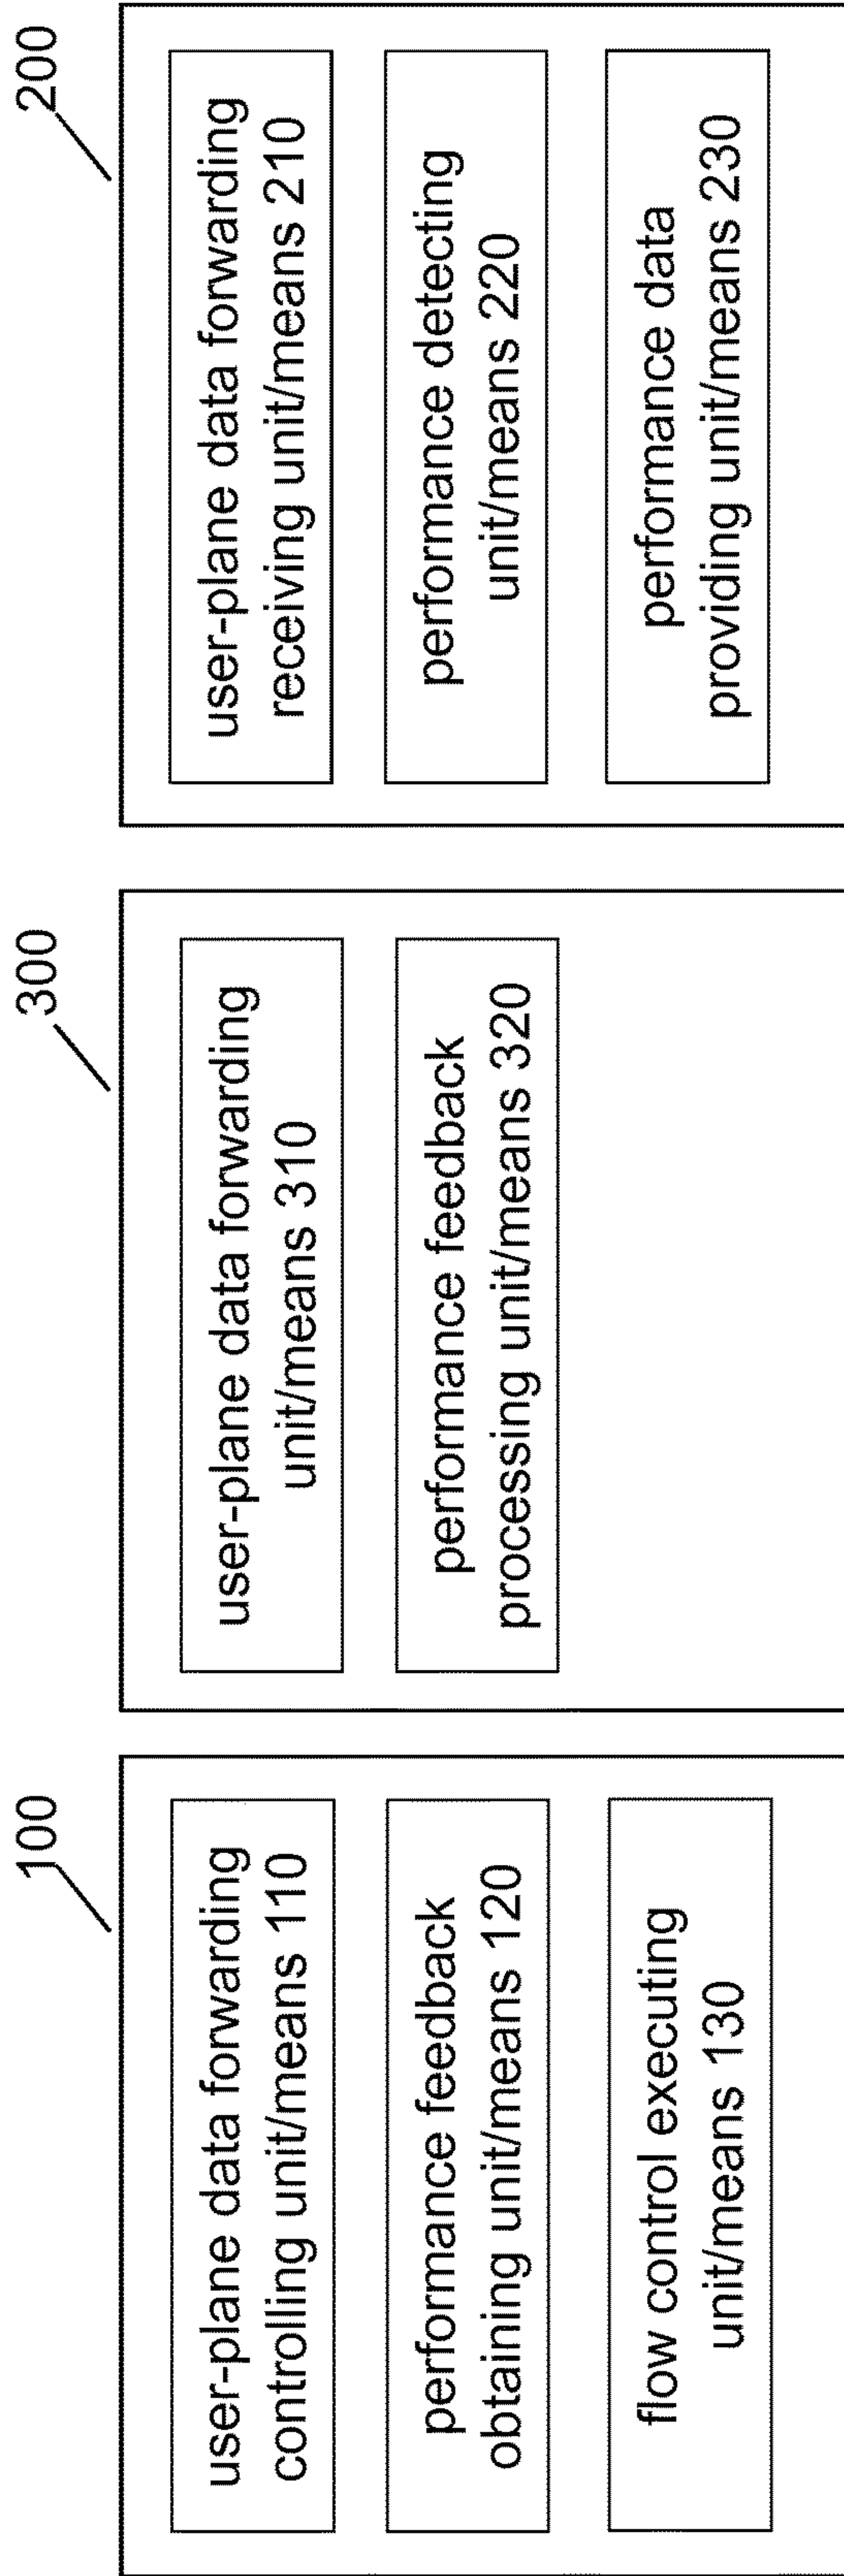 100
user-plane data forwarding
controlling unit/means 110
performance feedback
obtaining unit/means 120
flow control executing
unit/means 130
300
user-plane data forwarding
unit/means 310
performance feedback
processing unit/means 320
200
user-plane data forwarding
receiving unit/means 210
performance detecting
unit/means 220
performance data
providing unit/means 230